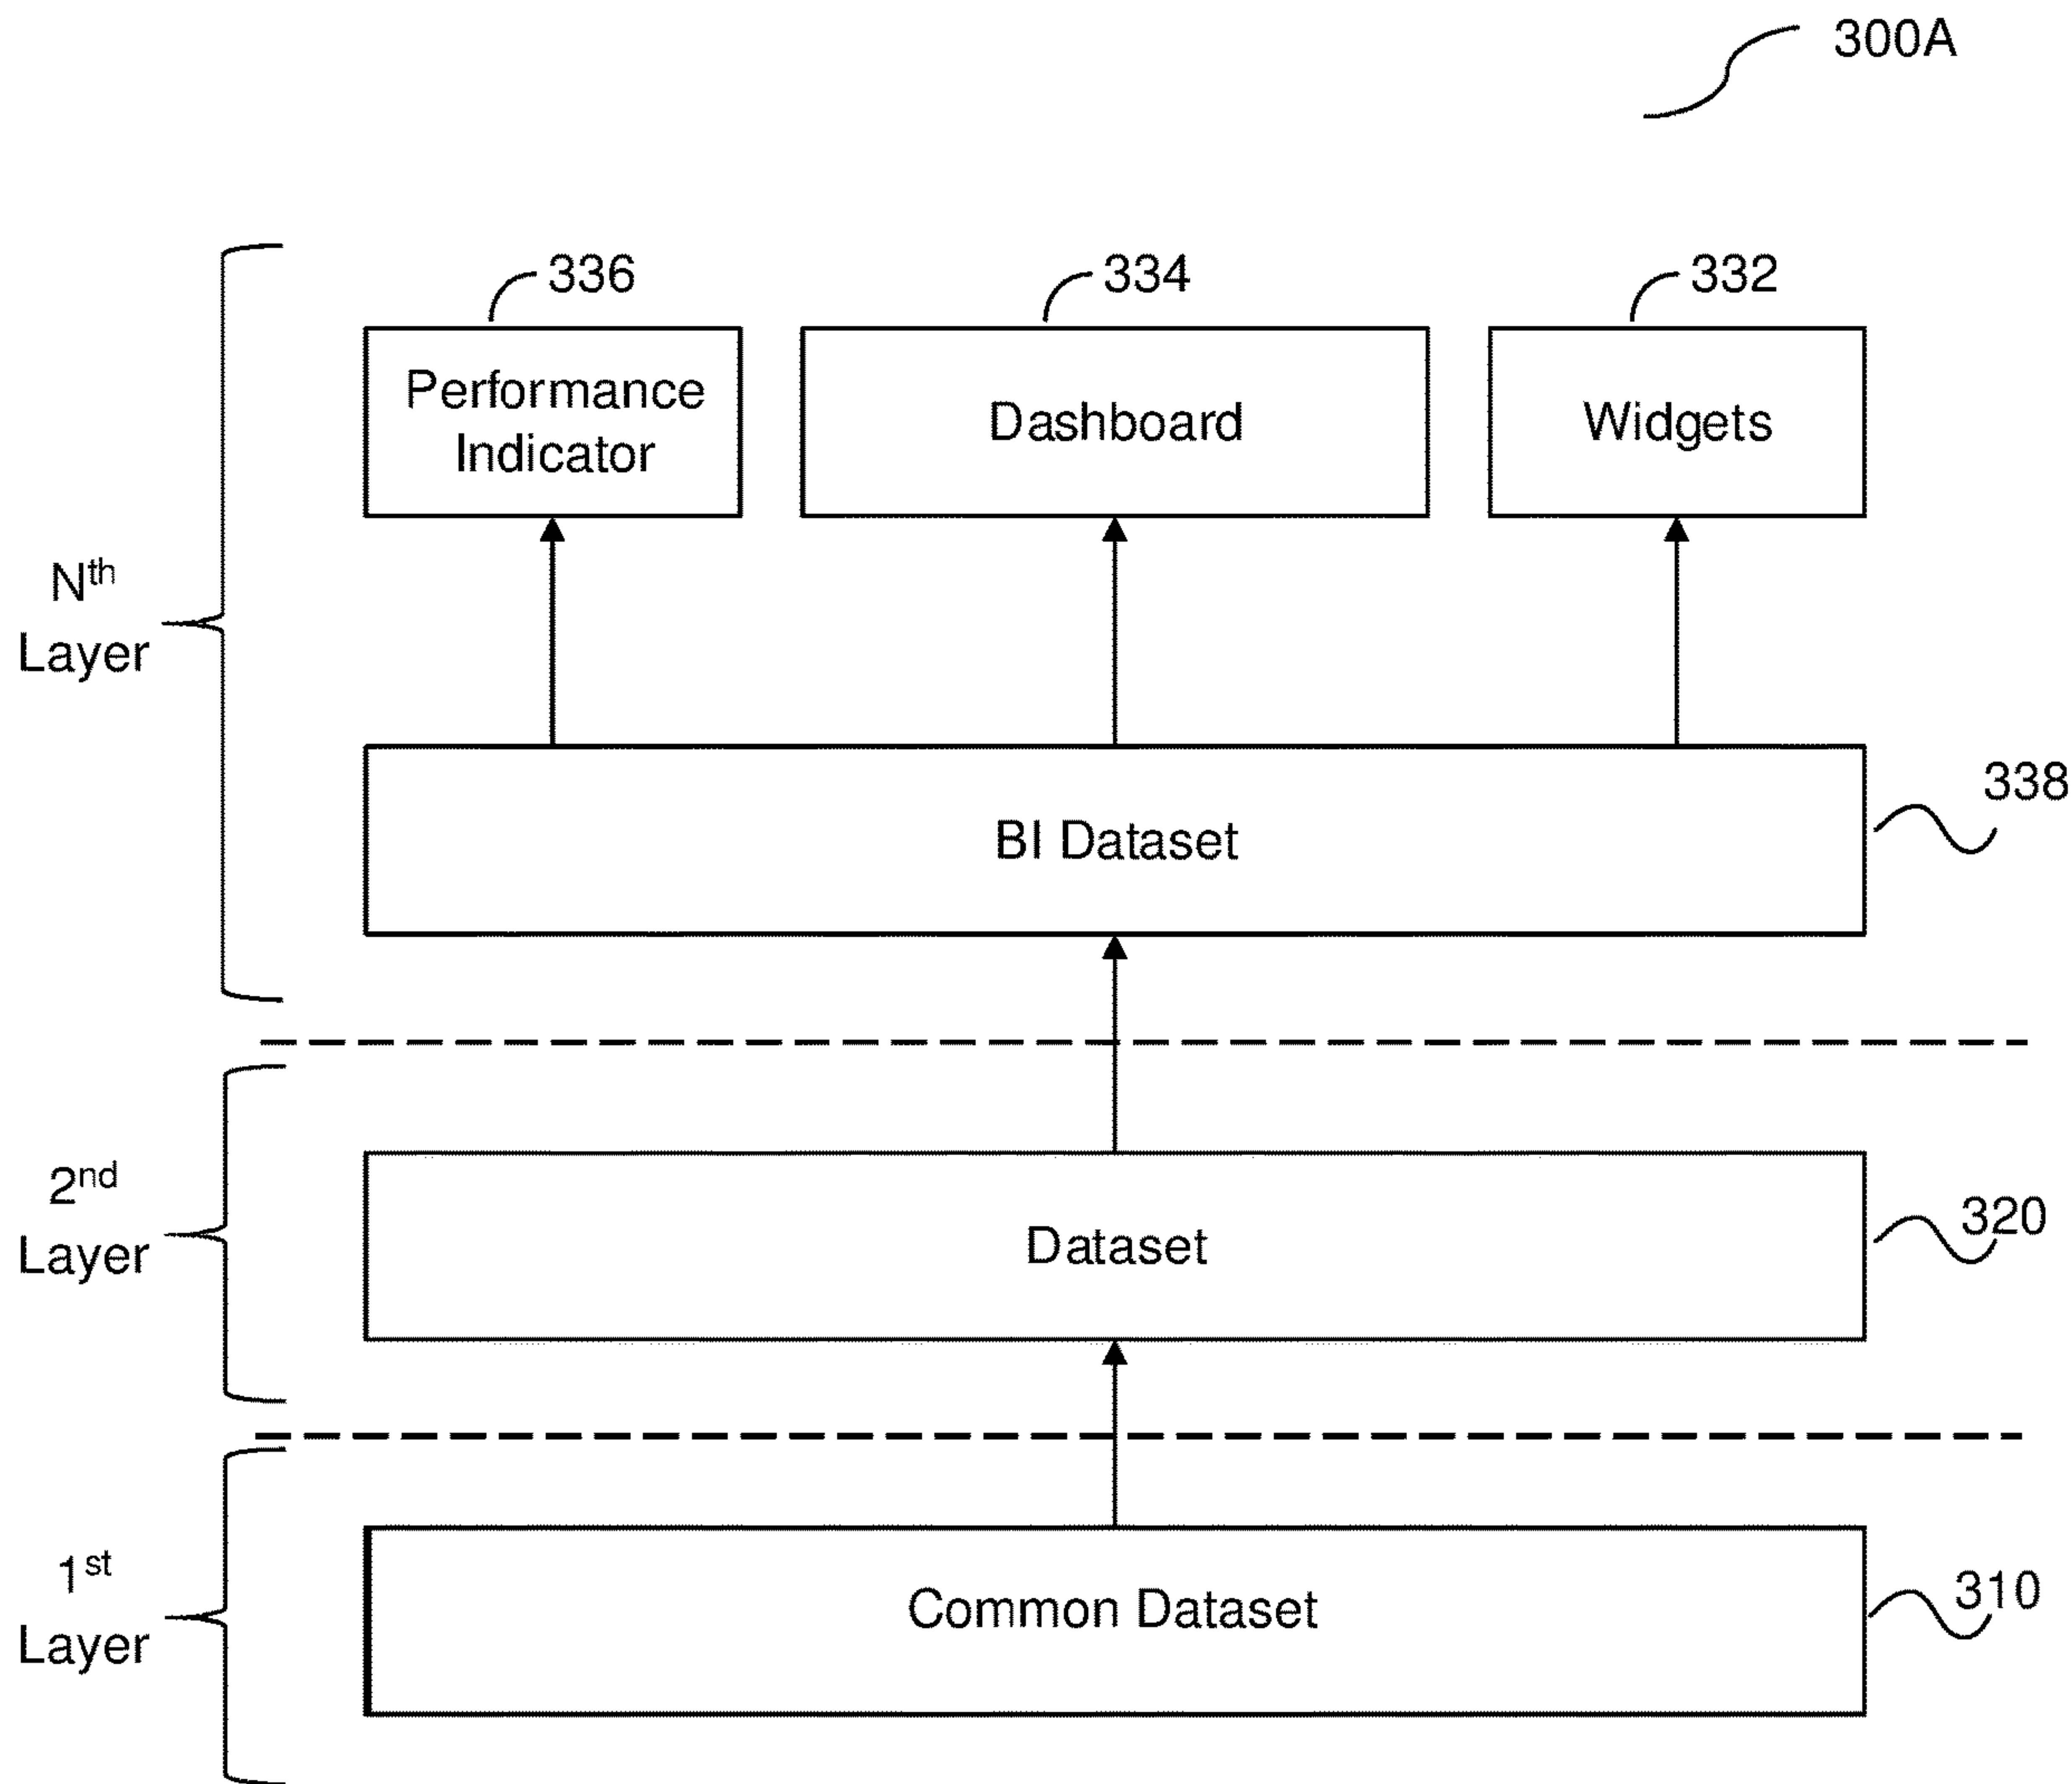 300A
336
334
332
Performance
Indicator
Dashboard
Widgets
Nth
Layer
338
BI Dataset
2nd
Layer
320
Dataset
1st
Layer
310
Common Dataset